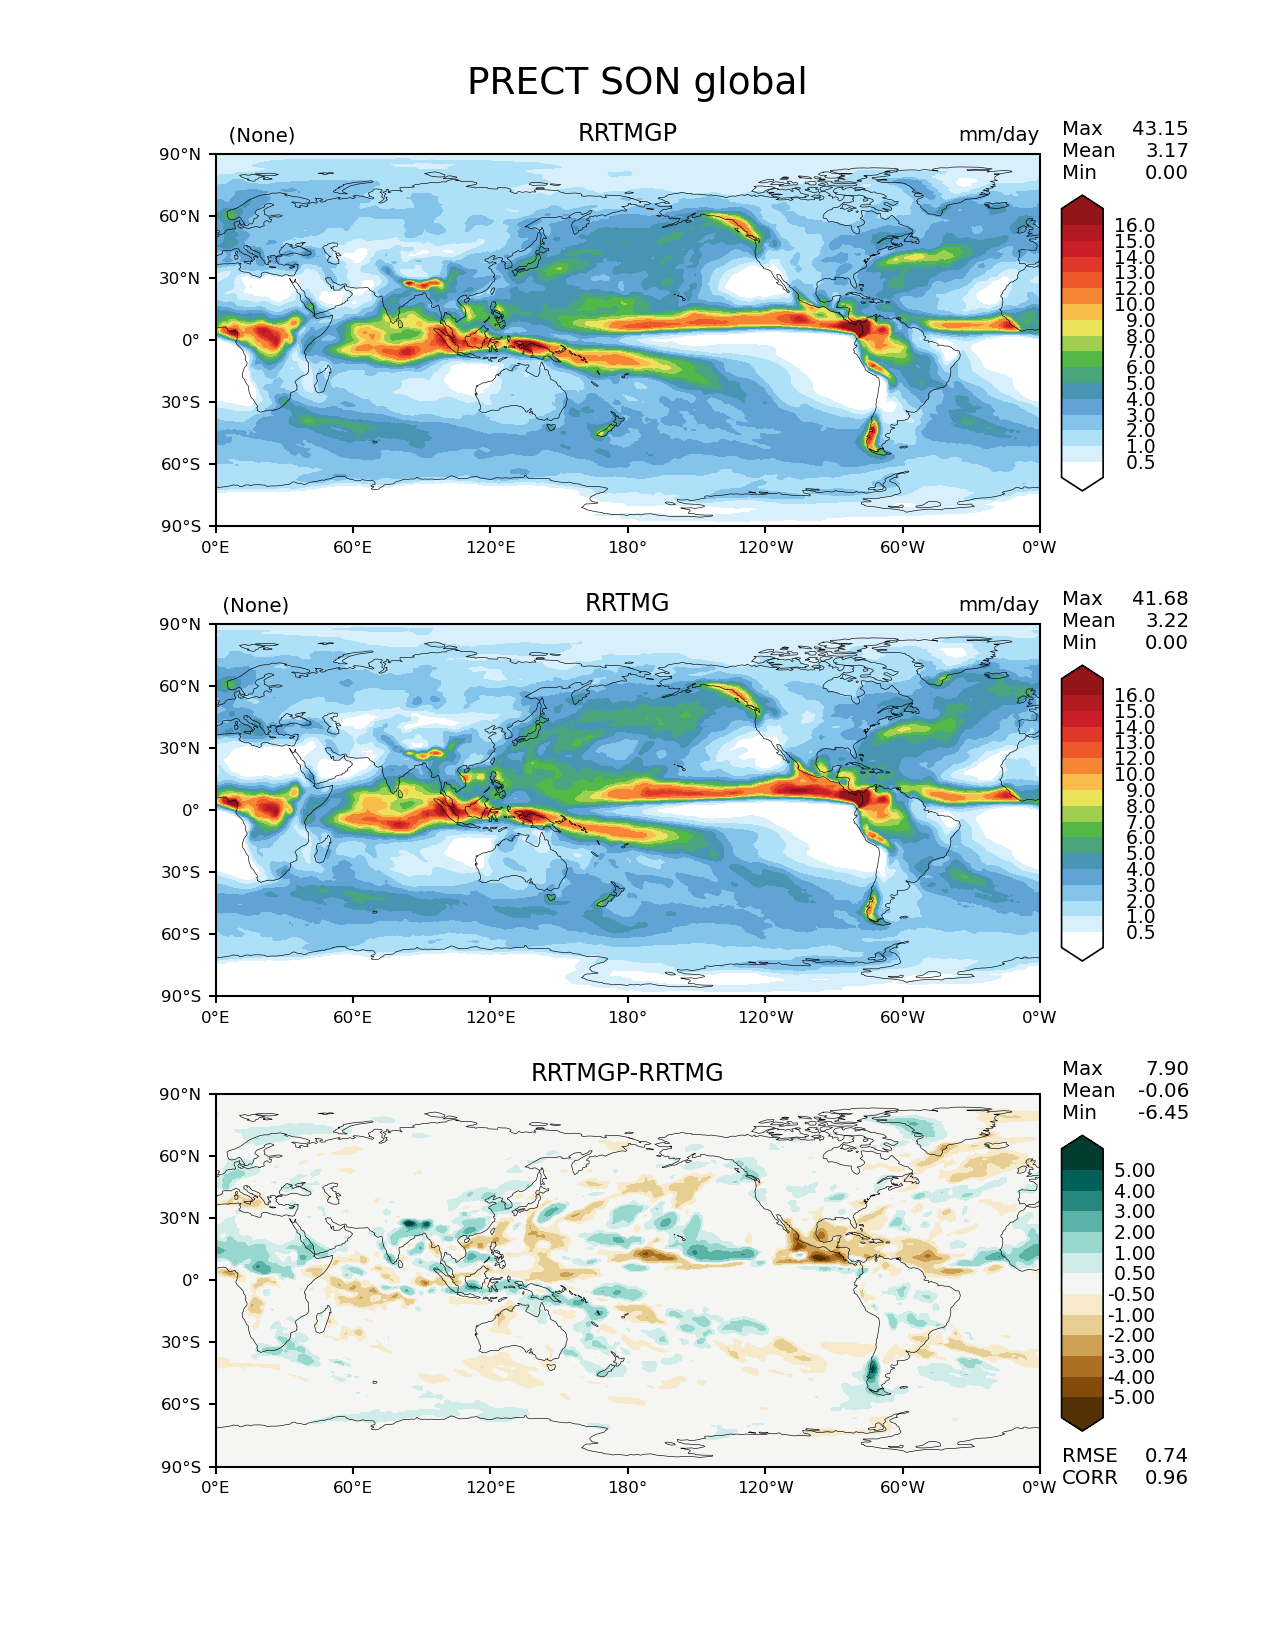 PRECT SON global
(None) RRTMGP mm/day
Max 43.15
Mean 3.17
Min 0.00
90°N
60°N
30°N
0°
30°S
60°S
90°S
0°E 60°E 120°E 180° 120°W 60°W 0°W
16.0
15.0
14.0
13.0
12.0
10.0
9.0
8.0
7.0
6.0
5.0
4.0
3.0
2.0
1.0
0.5
(None) RRTMG mm/day
Max 41.68
Mean 3.22
Min 0.00
90°N
60°N
30°N
0°
30°S
60°S
90°S
0°E 60°E 120°E 180° 120°W 60°W 0°W
16.0
15.0
14.0
13.0
12.0
10.0
9.0
8.0
7.0
6.0
5.0
4.0
3.0
2.0
1.0
0.5
RRTMGP-RRTMG
Max 7.90
Mean -0.06
Min -6.45
90°N
60°N
30°N
0°
30°S
60°S
90°S
0°E 60°E 120°E 180° 120°W 60°W 0°W
5.00
4.00
3.00
2.00
1.00
0.50
-0.50
-1.00
-2.00
-3.00
-4.00
-5.00
RMSE 0.74
CORR 0.96